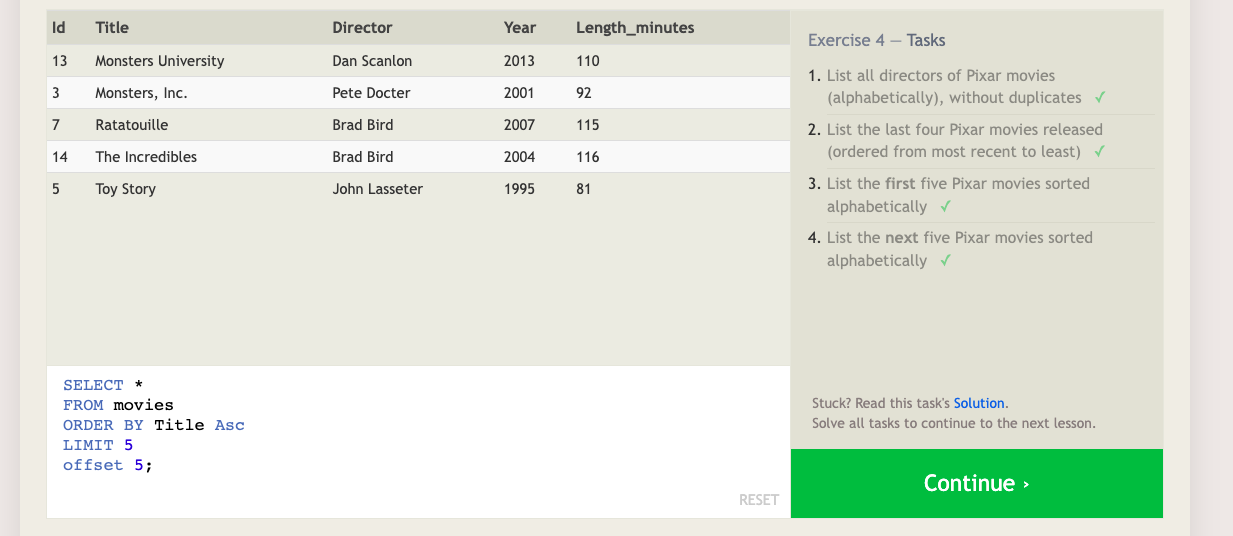 Id Title Director Year Length_minutes
13 Monsters University Dan Scanlon 2013 110
3 Monsters, Inc. Pete Docter 2001 92
7 Ratatouille Brad Bird 2007 115
14 The Incredibles Brad Bird 2004 116
5 Toy Story John Lasseter 1995 81
SELECT *
FROM movies
ORDER BY Title Asc
LIMIT 5
offset 5;
RESET
Exercise 4 — Tasks
1. List all directors of Pixar movies
(alphabetically), without duplicates ✓
2. List the last four Pixar movies released
(ordered from most recent to least) ✓
3. List the first five Pixar movies sorted
alphabetically ✓
4. List the next five Pixar movies sorted
alphabetically ✓
Stuck? Read this task's Solution.
Solve all tasks to continue to the next lesson.
Continue ›